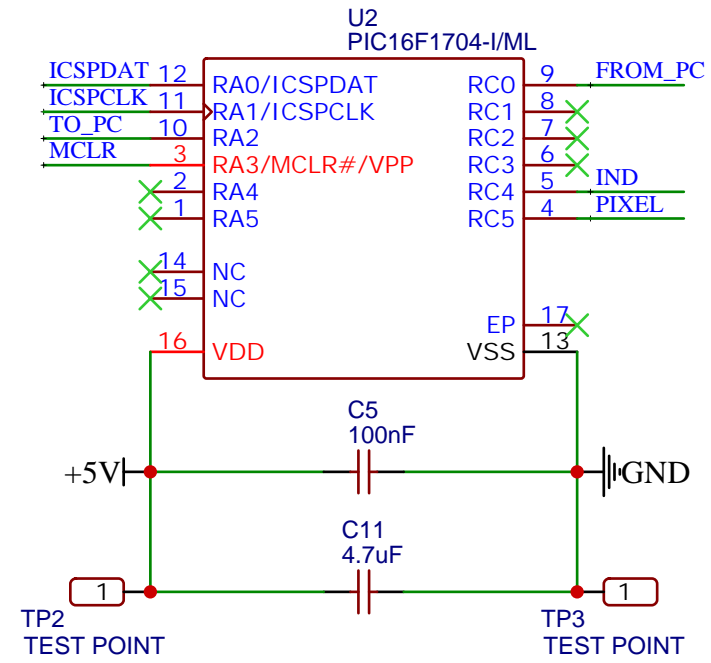 U2
PIC16F1704-I/ML
ICSPDAT 12 RA0/ICSPDAT RC0 9 FROM_PC
ICSPCLK 11 RA1/ICSPCLK RC1 8
TO_PC 10 RA2 RC2 7
MCLR 3 RA3/MCLR#/VPP RC3 6
2 RA4 RC4 5 IND
1 RA5 RC5 4 PIXEL
14 NC
15 NC
EP 17
16 VDD VSS 13
C5
100nF
+5V GND
C11
4.7uF
1 1
TP2 TP3
TEST POINT TEST POINT